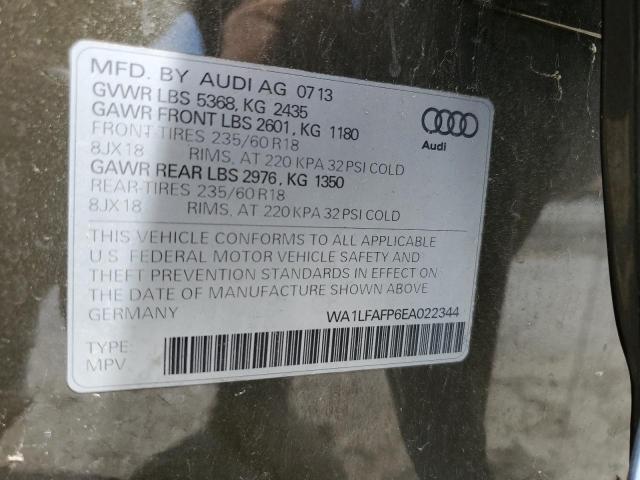 MFD. BY AUDI AG 0713
GVWR LBS 5368, KG 2435
GAWR FRONT LBS 2601, KG 1180
FRONT-TIRES 235/60 R18
8JX18 RIMS, AT 220 KPA 32 PSI COLD
GAWR REAR LBS 2976, KG 1350
REAR-TIRES 235/60 R18
8JX18 RIMS, AT 220 KPA 32 PSI COLD
Audi
THIS VEHICLE CONFORMS TO ALL APPLICABLE
U.S. FEDERAL MOTOR VEHICLE SAFETY AND
THEFT PREVENTION STANDARDS IN EFFECT ON
THE DATE OF MANUFACTURE SHOWN ABOVE.
GERMANY WA1LFAFP6EA022344
TYPE:
MPV